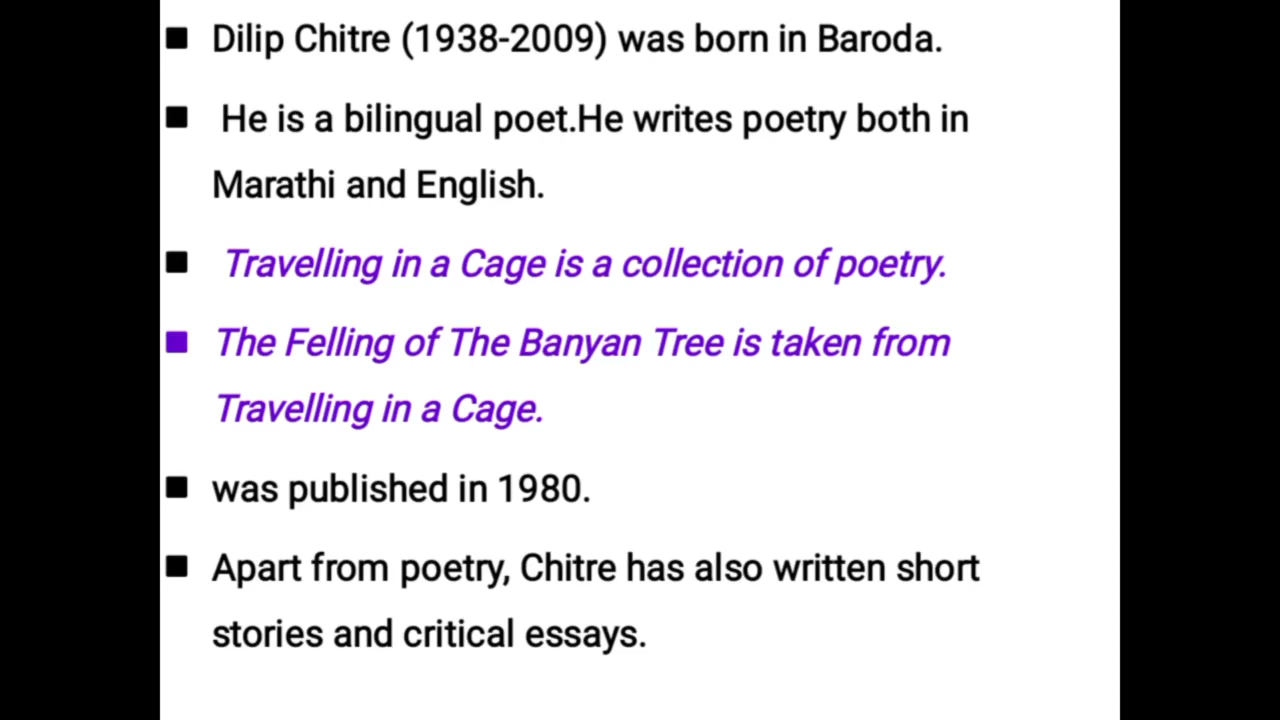 Dilip Chitre (1938-2009) was born in Baroda.
He is a bilingual poet.He writes poetry both in
Marathi and English.
Travelling in a Cage is a collection of poetry.
The Felling of The Banyan Tree is taken from
Travelling in a Cage.
was published in 1980.
Apart from poetry, Chitre has also written short
stories and critical essays.